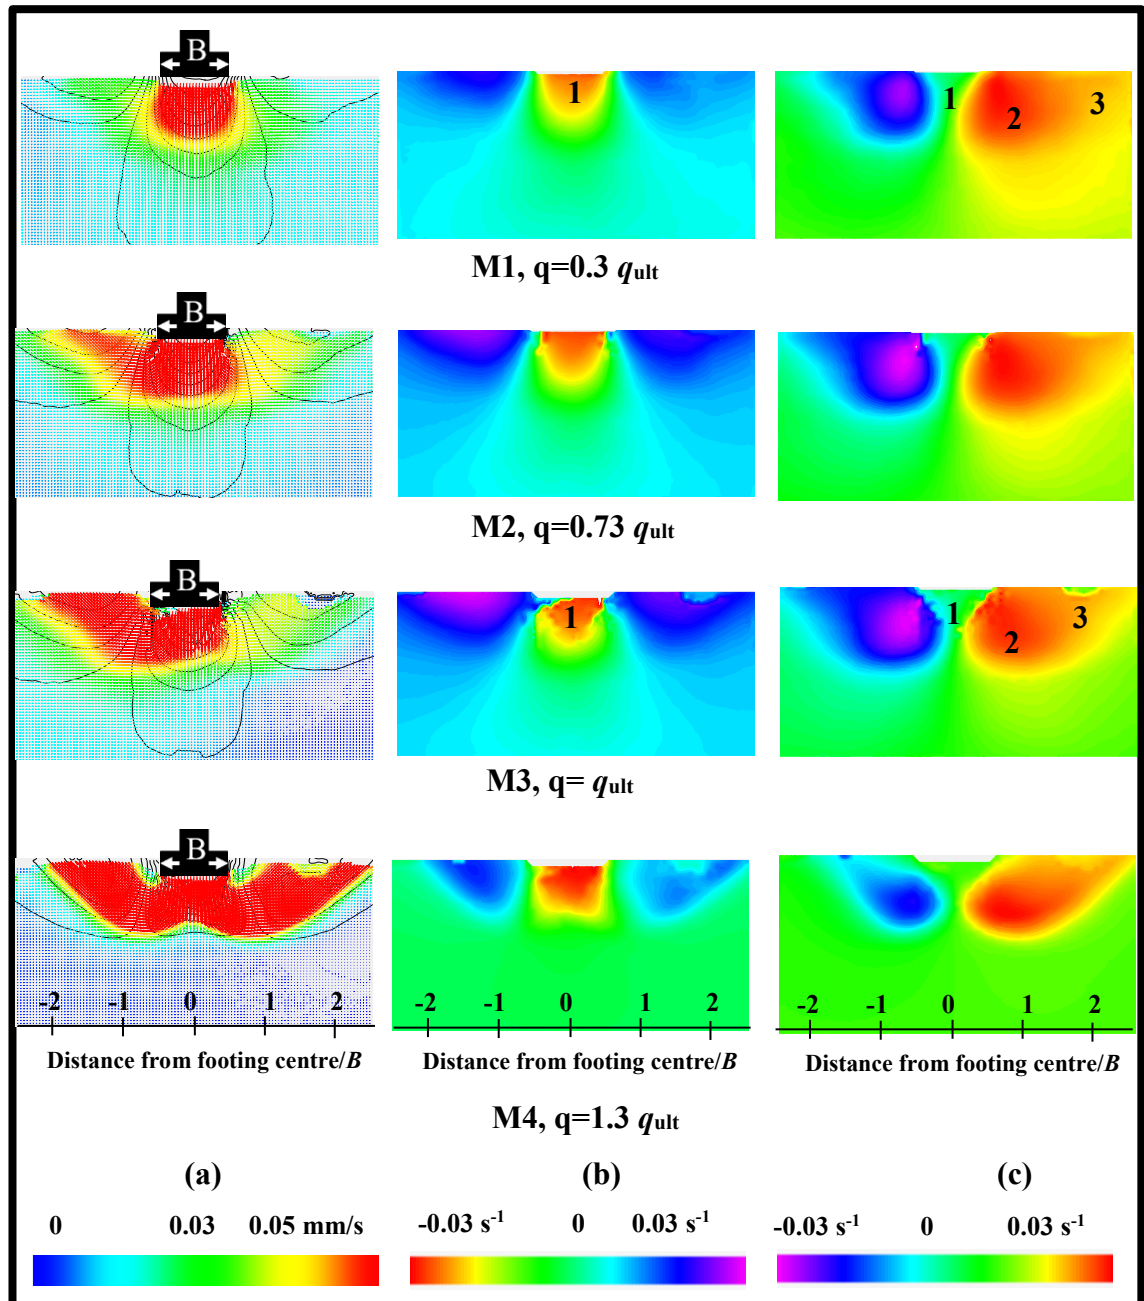 B
1
1
2
3
M1, q=0.3 qult
B
M2, q=0.73 qult
B
1
1
2
3
M3, q= qult
B
-2 -1 0 1 2
-2 -1 0 1 2
-2 -1 0 1 2
Distance from footing centre/B
Distance from footing centre/B
Distance from footing centre/B
M4, q=1.3 qult
(a) (b) (c)
0 0.03 0.05 mm/s
-0.03 s-1 0 0.03 s-1
-0.03 s-1 0 0.03 s-1